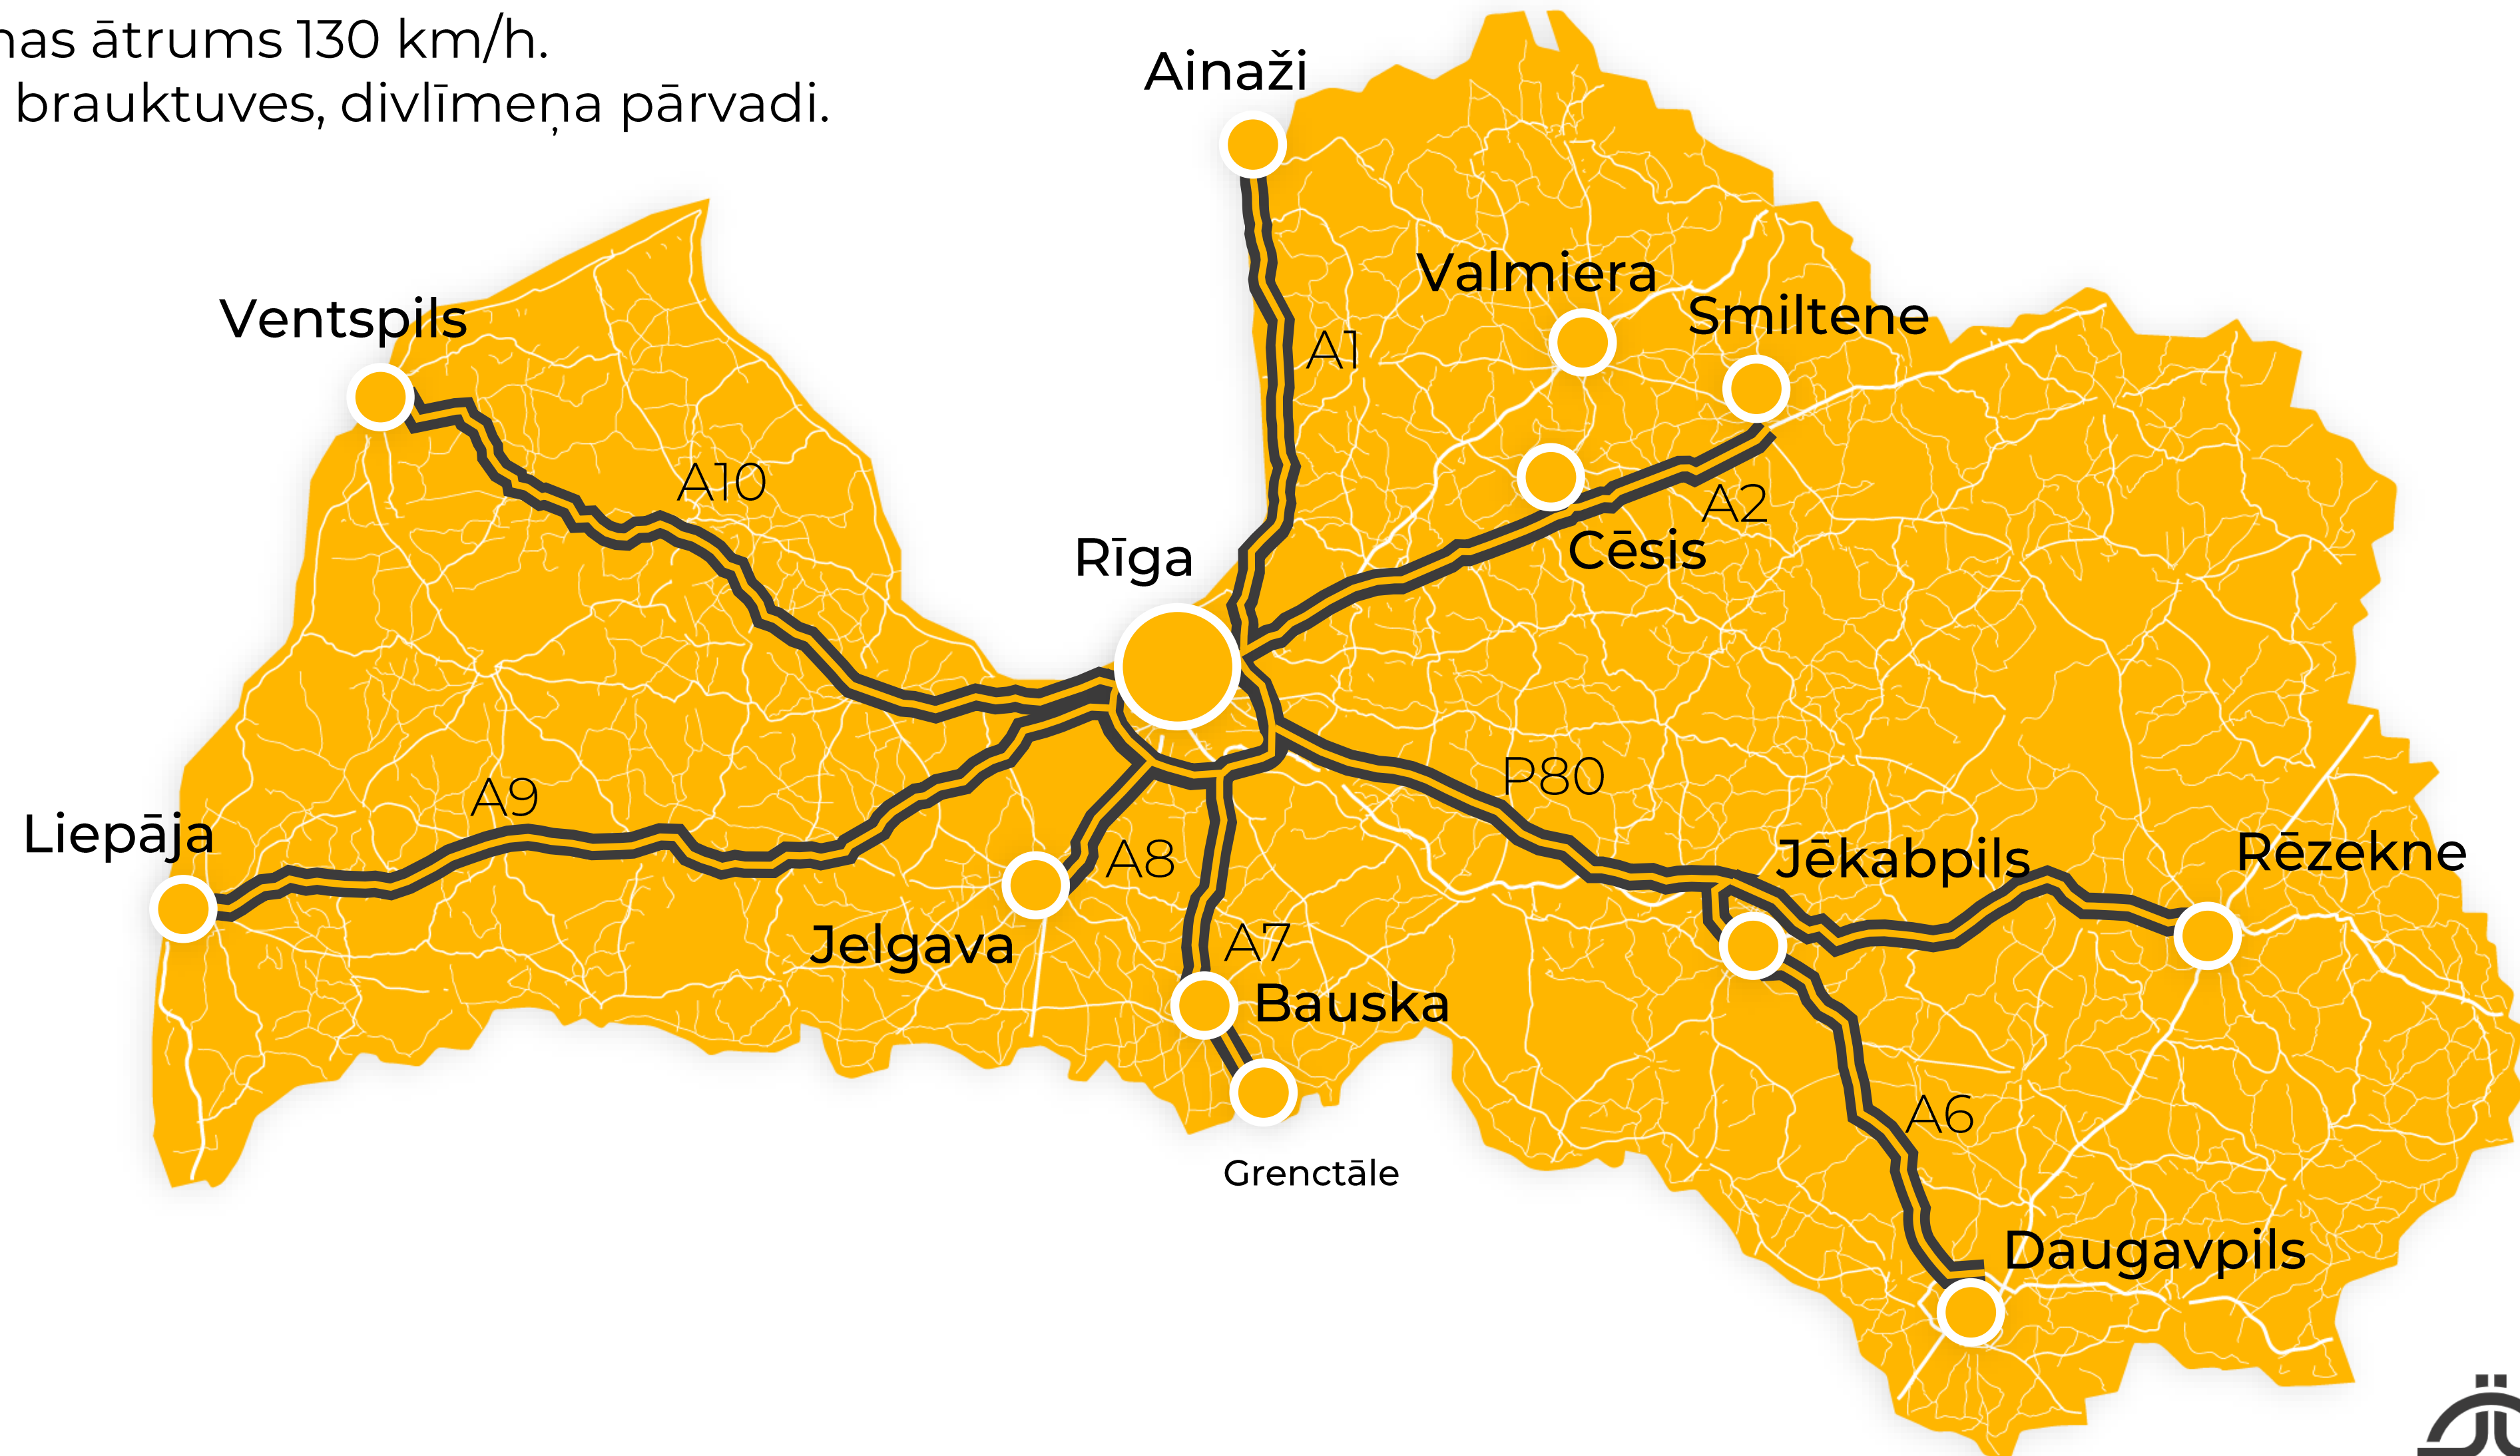 ātrums 130 km/h.
brauktuves, divlīmeņa pārvadi.
Ainaži
Valmiera
Smiltene
Ventspils
A1
A10
A2
Rīga
Cēsis
P80
A9
Liepāja
A8
Jēkabpils
Rēzekne
Jelgava
A7
Bauska
A6
Grenctāle
Daugavpils